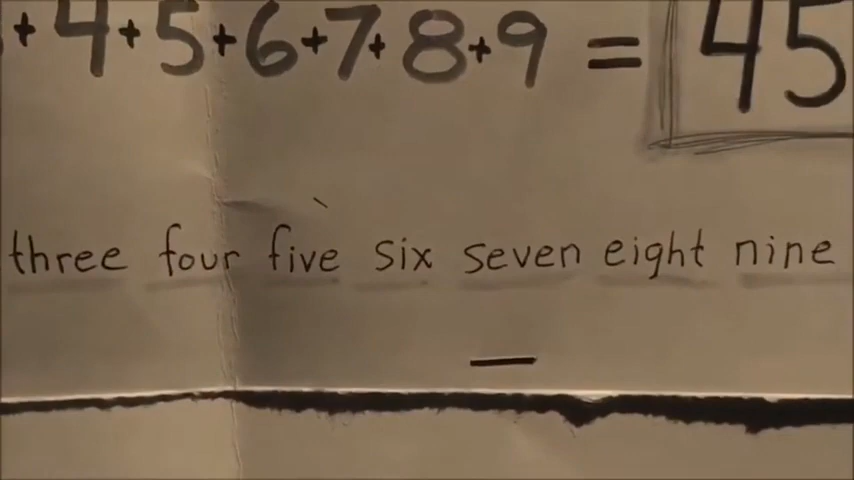 +4+5+6+7+8+9 = 45
three four five six seven eight nine